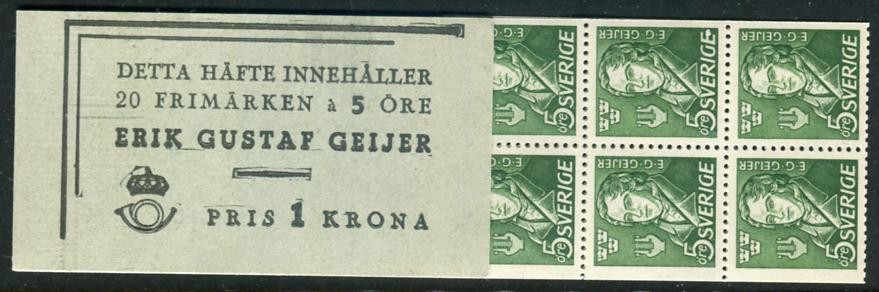 DETTA HÄFTE INNEHÅLLER
20 FRIMÄRKEN à 5 ÖRE
ERIK GUSTAF GEIJER
PRIS 1 KRONA
E·G·GEIJER
5 öre SVERIGE
E·G·GEIJER
5 öre SVERIGE
E·G·GEIJER
5 öre SVERIGE
E·G·GEIJER
5 öre SVERIGE
E·G·GEIJER
5 öre SVERIGE
E·G·GEIJER
5 öre SVERIGE